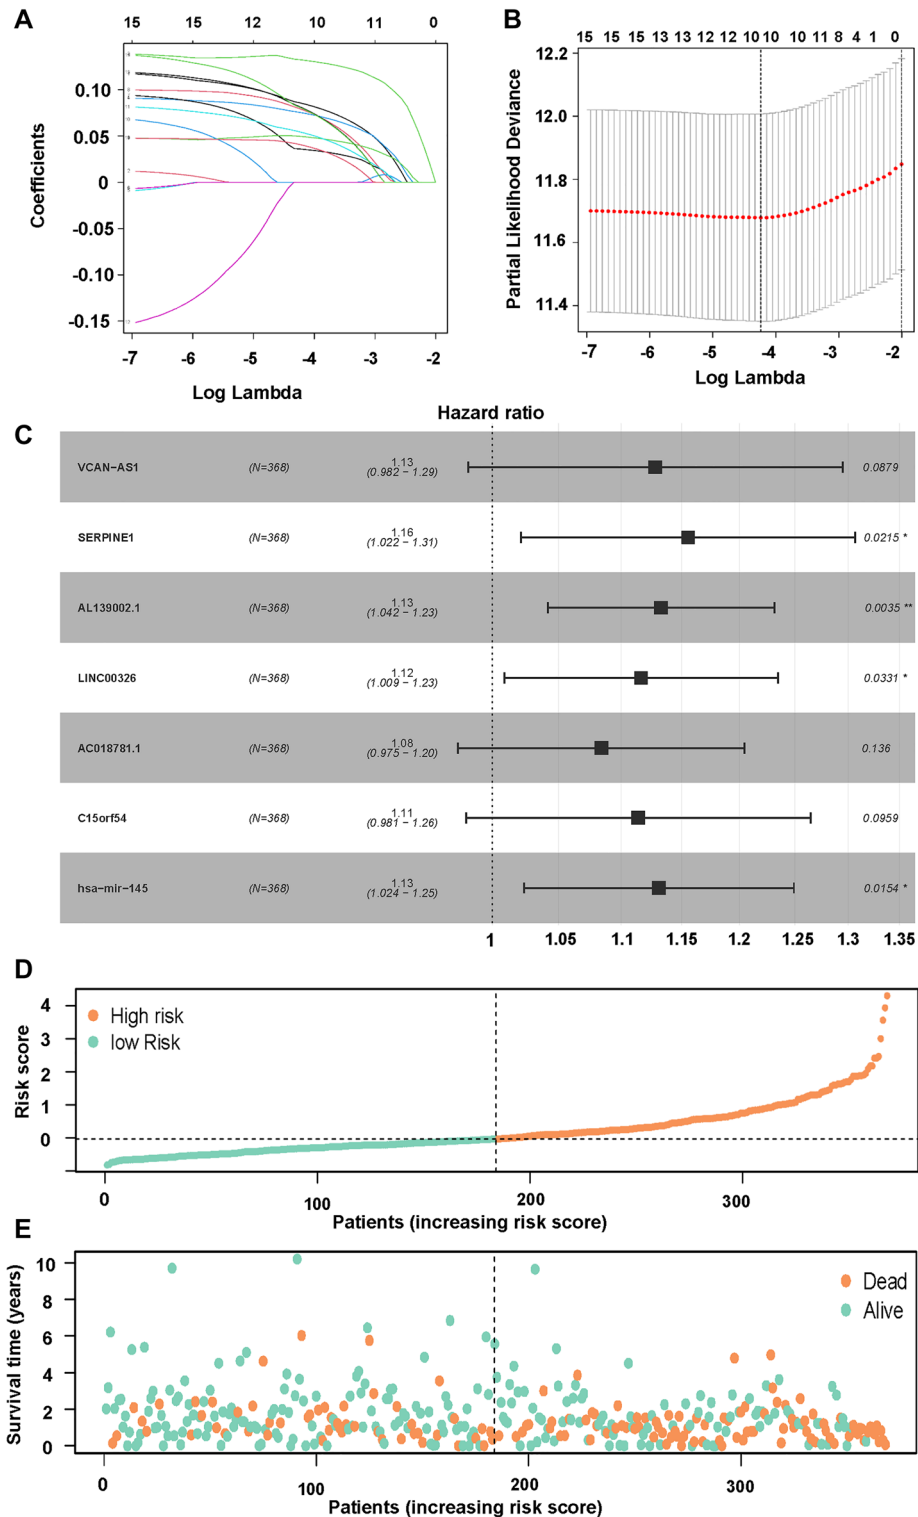 A
15 15 12 10 11 0
0.10
0.05
0
-0.05
-0.10
-0.15
Coefficients
-7 -6 -5 -4 -3 -2
Log Lambda
B
15 15 15 13 13 12 12 10 10 10 11 8 4 1 0
12.2
12.0
11.8
11.6
11.4
Partial Likelihood Deviance
-7 -6 -5 -4 -3 -2
Log Lambda
C
Hazard ratio
VCAN−AS1 (N=368) 1.13 (0.982 − 1.29) 0.0879
SERPINE1 (N=368) 1.16 (1.022 − 1.31) 0.0215 *
AL139002.1 (N=368) 1.13 (1.042 − 1.23) 0.0035 **
LINC00326 (N=368) 1.12 (1.009 − 1.23) 0.0331 *
AC018781.1 (N=368) 1.08 (0.975 − 1.20) 0.136
C15orf54 (N=368) 1.11 (0.981 − 1.26) 0.0959
hsa−mir−145 (N=368) 1.13 (1.024 − 1.25) 0.0154 *
1 1.05 1.1 1.15 1.2 1.25 1.3 1.35
D
Risk score
4
3
2
1
0
High risk
low Risk
0 100 200 300
Patients (increasing risk score)
E
Survival time (years)
10
8
6
4
2
0
Dead
Alive
0 100 200 300
Patients (increasing risk score)